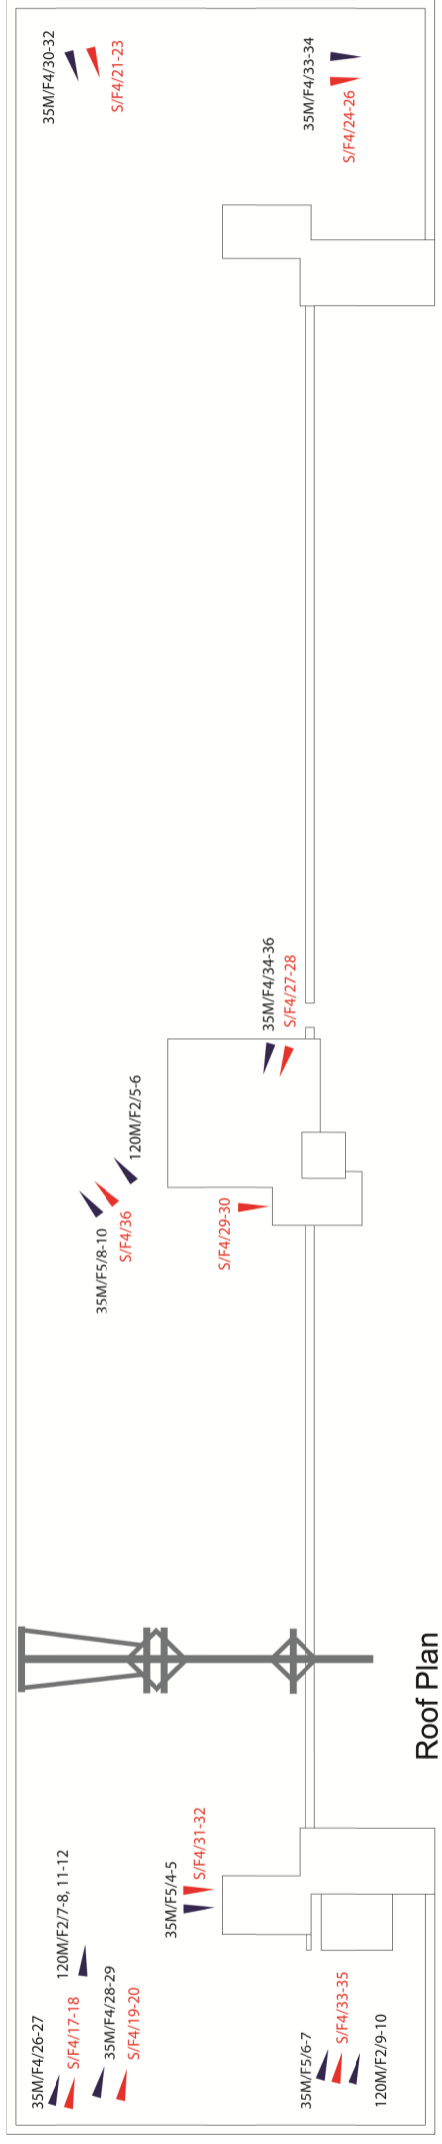 35M/F4/26-27
S/F4/17-18
120M/F2/7-8, 11-12
35M/F4/28-29
S/F4/19-20
35M/F5/4-5
S/F4/31-32
35M/F5/6-7
S/F4/33-35
120M/F2/9-10
35M/F5/8-10
S/F4/36
120M/F2/5-6
S/F4/29-30
35M/F4/34-36
S/F4/27-28
35M/F4/30-32
S/F4/21-23
35M/F4/33-34
S/F4/24-26
Roof Plan